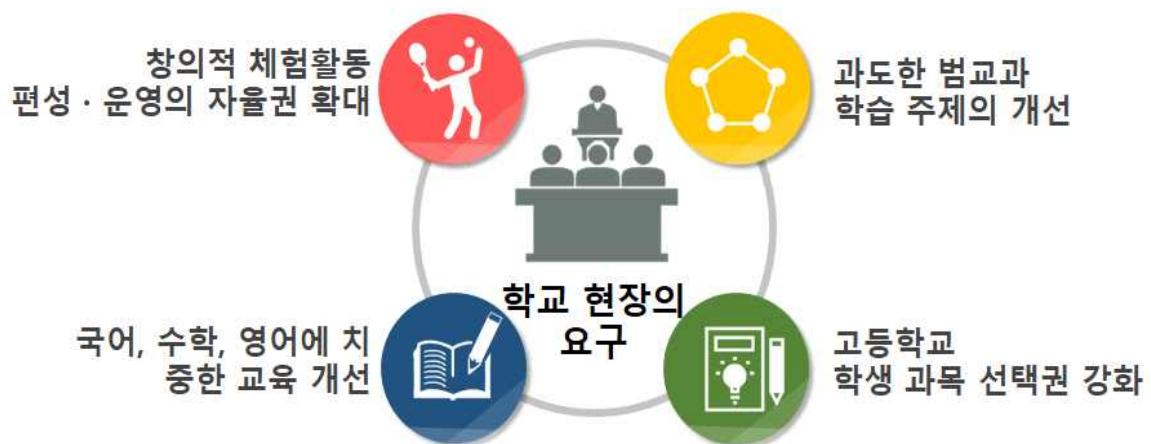 창의적 체험활동
편성 · 운영의 자율권 확대
과도한 범교과
학습 주제의 개선
학교 현장의
요구
국어, 수학, 영어에 치
중한 교육 개선
고등학교
학생 과목 선택권 강화